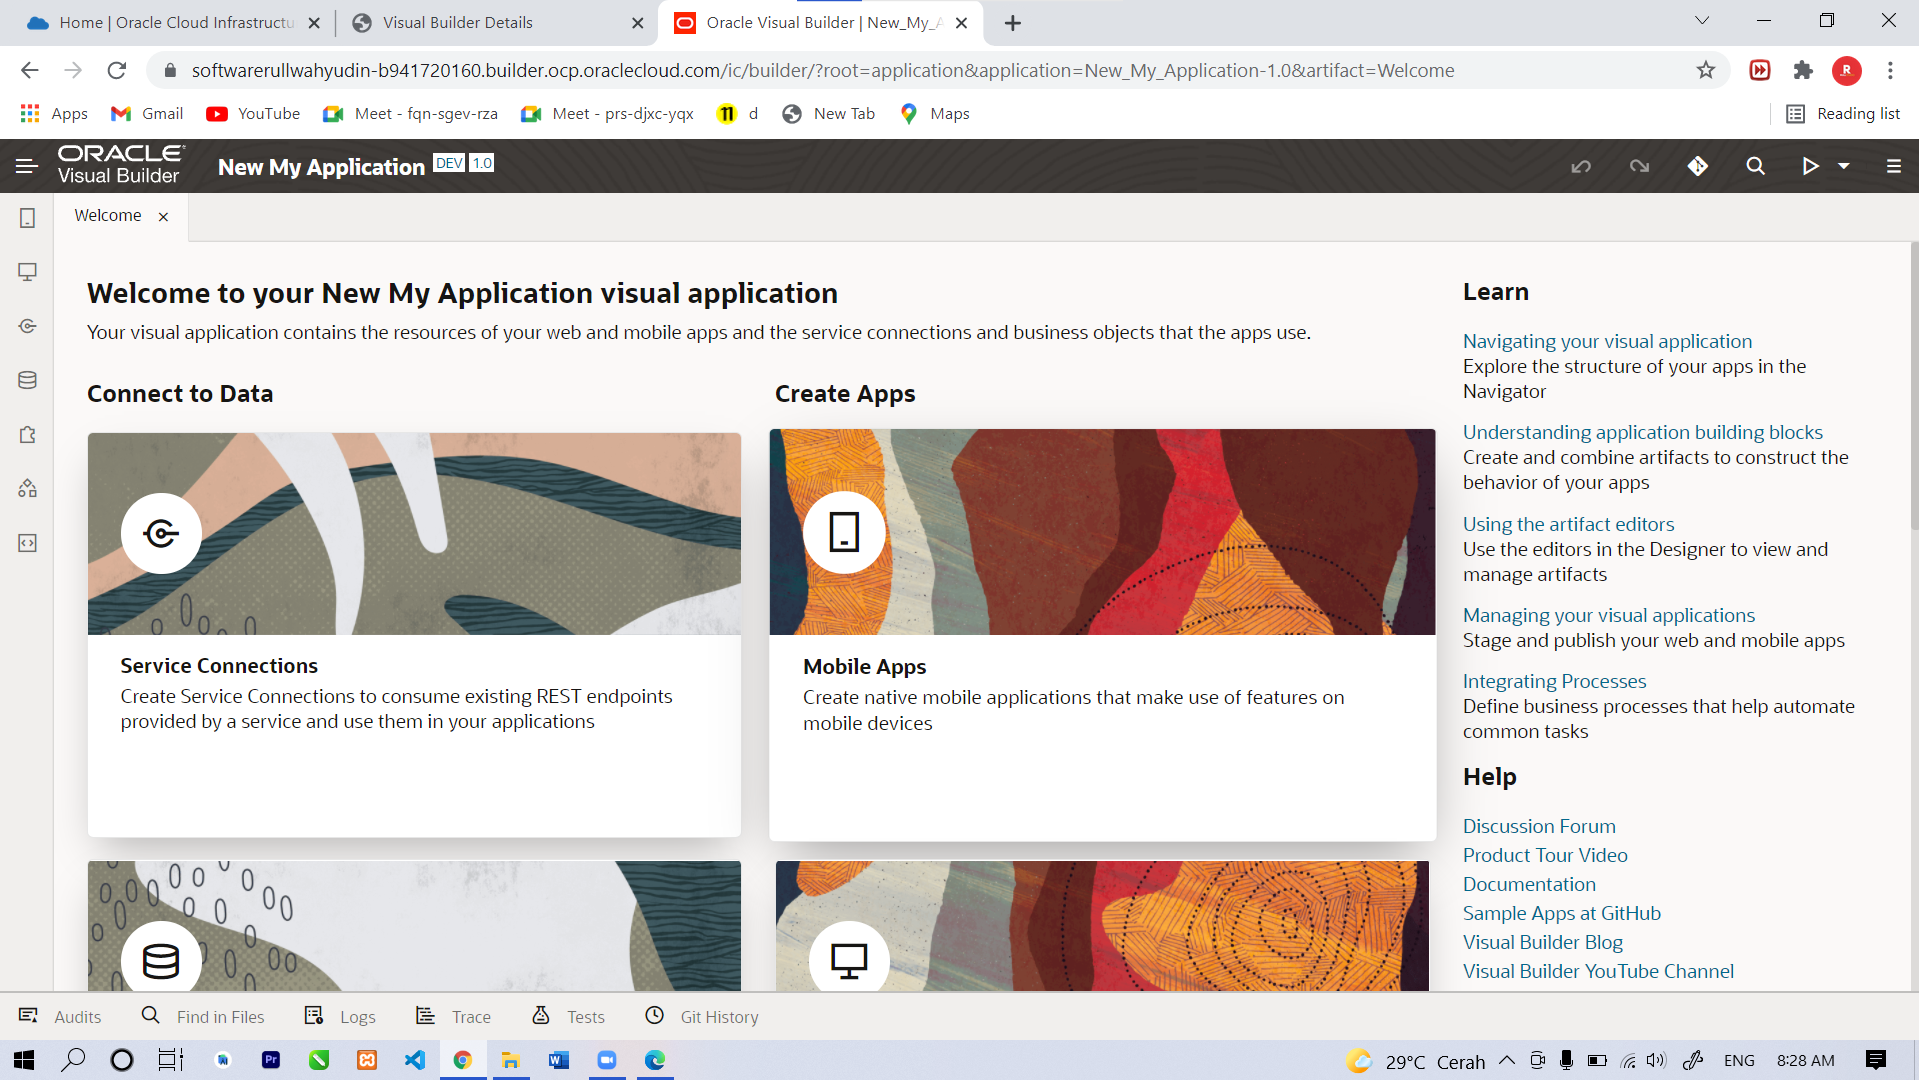 Home | Oracle Cloud Infrastructu
Visual Builder Details
Oracle Visual Builder | New_My_A
softwarerullwahyudin-b941720160.builder.ocp.oraclecloud.com/ic/builder/?root=application&application=New_My_Application-1.0&artifact=Welcome
R
Apps
Gmail
YouTube
Meet - fqn-sgev-rza
Meet - prs-djxc-yqx
d
New Tab
Maps
Reading list
ORACLE
Visual Builder
New My Application
DEV
1.0
Welcome
Welcome to your New My Application visual application
Your visual application contains the resources of your web and mobile apps and the service connections and business objects that the apps use.
Connect to Data
Service Connections
Create Service Connections to consume existing REST endpoints
provided by a service and use them in your applications
Create Apps
Mobile Apps
Create native mobile applications that make use of features on
mobile devices
Learn
Navigating your visual application
Explore the structure of your apps in the
Navigator
Understanding application building blocks
Create and combine artifacts to construct the
behavior of your apps
Using the artifact editors
Use the editors in the Designer to view and
manage artifacts
Managing your visual applications
Stage and publish your web and mobile apps
Integrating Processes
Define business processes that help automate
common tasks
Help
Discussion Forum
Product Tour Video
Documentation
Sample Apps at GitHub
Visual Builder Blog
Visual Builder YouTube Channel
Audits
Find in Files
Logs
Trace
Tests
Git History
Pr
29°C Cerah
ENG
8:28 AM